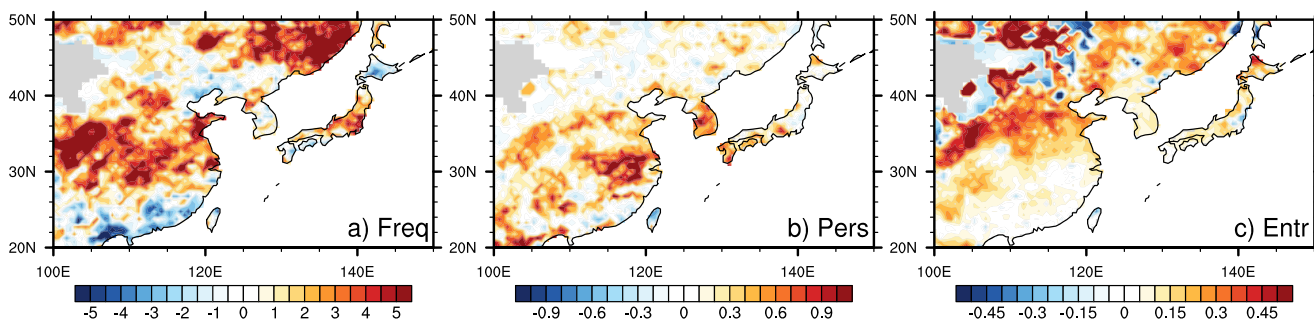 50N 40N 30N 20N
100E 120E 140E
a) Freq
-5 -4 -3 -2 -1 0 1 2 3 4 5
50N 40N 30N 20N
100E 120E 140E
b) Pers
-0.9 -0.6 -0.3 0 0.3 0.6 0.9
50N 40N 30N 20N
100E 120E 140E
c) Entr
-0.45 -0.3 -0.15 0 0.15 0.3 0.45